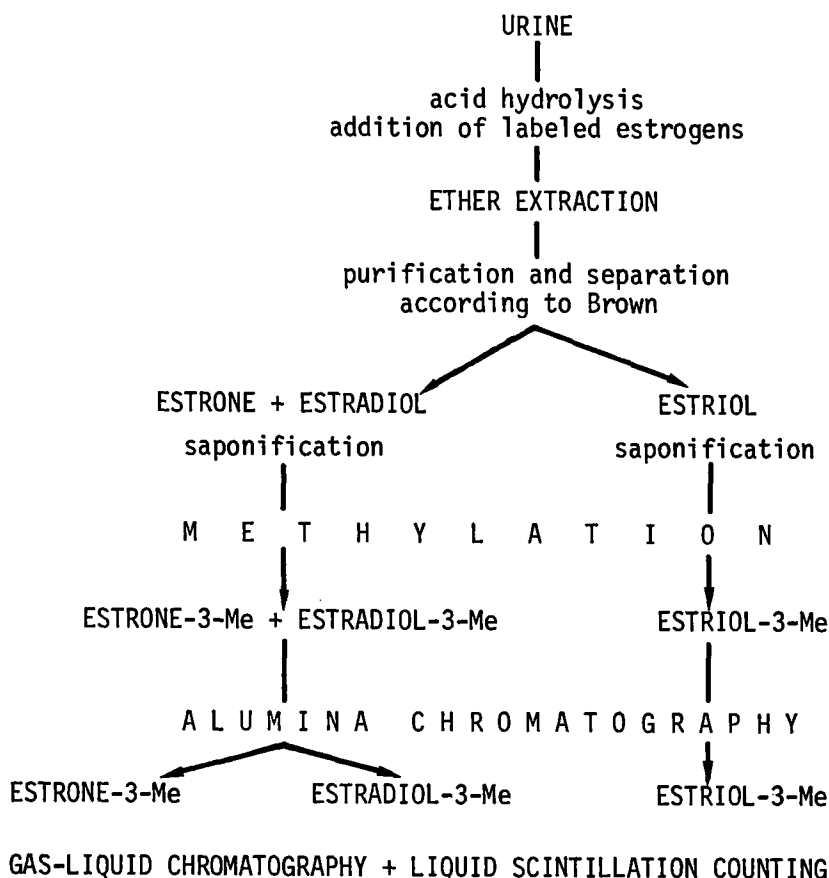 URINE
acid hydrolysis
addition of labeled estrogens
ETHER EXTRACTION
purification and separation
according to Brown
ESTRONE + ESTRADIOL ESTRIOL
saponification saponification
M E T H Y L A T I O N
ESTRONE-3-Me + ESTRADIOL-3-Me ESTRIOL-3-Me
A L U M I N A C H R O M A T O G R A P H Y
ESTRONE-3-Me ESTRADIOL-3-Me ESTRIOL-3-Me
GAS-LIQUID CHROMATOGRAPHY + LIQUID SCINTILLATION COUNTING